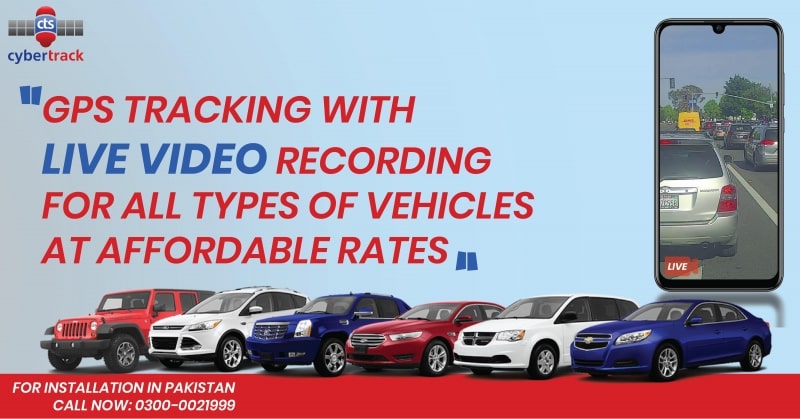 cts
cybertrack
"GPS TRACKING WITH
LIVE VIDEO RECORDING
FOR ALL TYPES OF VEHICLES
AT AFFORDABLE RATES"
LIVE
FOR INSTALLATION IN PAKISTAN
CALL NOW: 0300-0021999